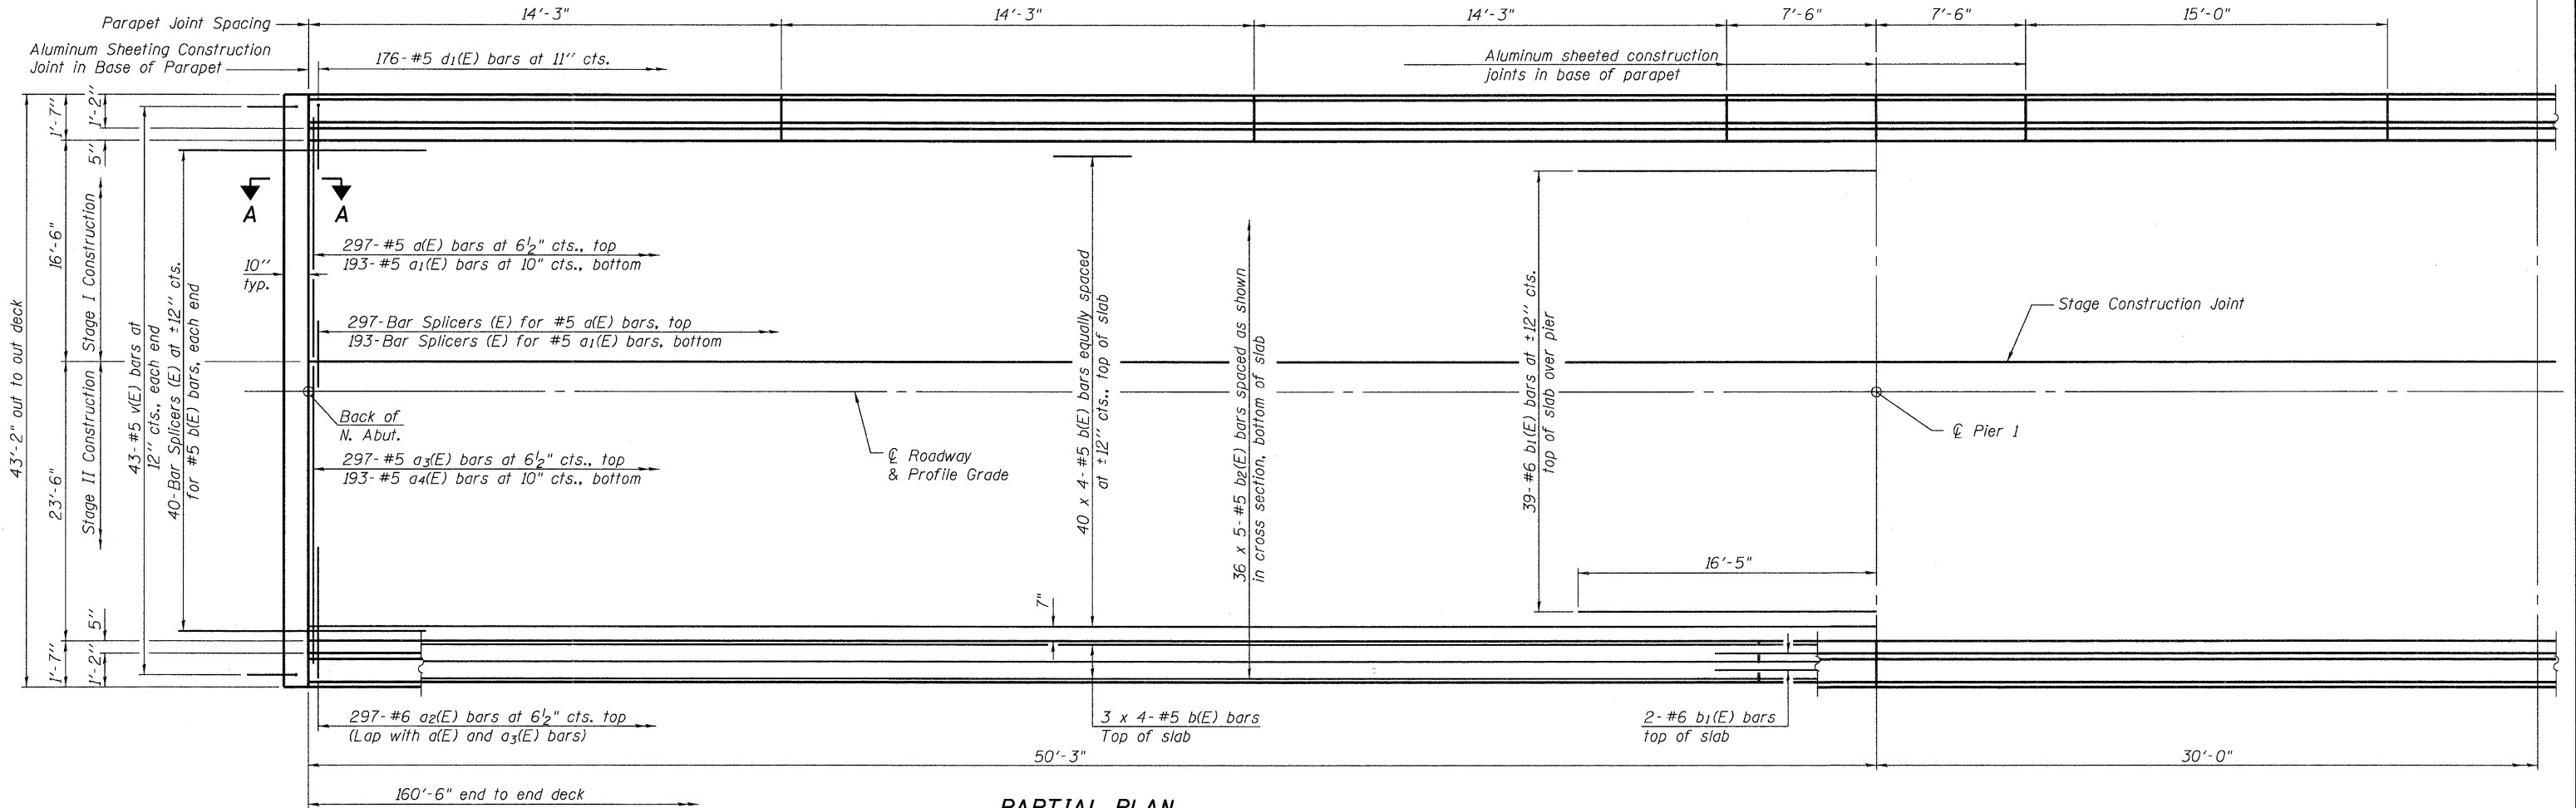 Parapet Joint Spacing
14'-3"
14'-3"
14'-3"
7'-6"
7'-6"
15'-0"
Aluminum Sheeting Construction
Joint in Base of Parapet
176-#5 d1(E) bars at 11" cts.
Aluminum sheeted construction
joints in base of parapet
43'-2" out to out deck
1'-7"
16'-6"
23'-6"
1'-7"
1'-2"
5"
Stage I Construction
Stage II Construction
5"
1'-2"
43-#5 v(E) bars at
12" cts., each end
40-Bar Splicers (E) at ±12" cts.
for #5 b(E) bars, each end
A
A
10"
typ.
297-#5 a(E) bars at 6½" cts., top
193-#5 a1(E) bars at 10" cts., bottom
297-Bar Splicers (E) for #5 a(E) bars, top
193-Bar Splicers (E) for #5 a1(E) bars, bottom
Back of
N. Abut.
297-#5 a3(E) bars at 6½" cts., top
193-#5 a4(E) bars at 10" cts., bottom
℄ Roadway
& Profile Grade
40 x 4-#5 b(E) bars equally spaced
at ±12" cts., top of slab
36 x 5-#5 b2(E) bars spaced as shown
in cross section, bottom of slab
39-#6 b1(E) bars at ±12" cts.
top of slab over pier
Stage Construction Joint
℄ Pier 1
16'-5"
7"
297-#6 a2(E) bars at 6½" cts. top
(Lap with a(E) and a3(E) bars)
3 x 4-#5 b(E) bars
Top of slab
2-#6 b1(E) bars
top of slab
50'-3"
30'-0"
160'-6" end to end deck
PARTIAL PLAN